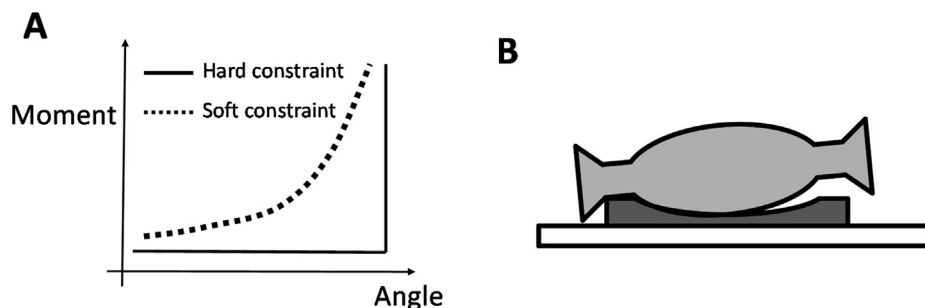 A
Hard constraint
Moment
Soft constraint
Angle
B